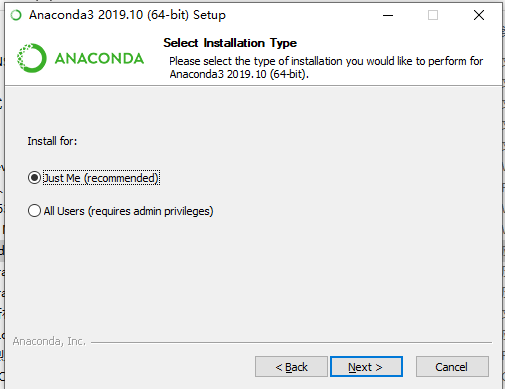 Anaconda3 2019.10 (64-bit) Setup
ANACONDA
Select Installation Type
Please select the type of installation you would like to perform for
Anaconda3 2019.10 (64-bit).
Install for:
Just Me (recommended)
All Users (requires admin privileges)
Anaconda, Inc.
< Back
Next >
Cancel